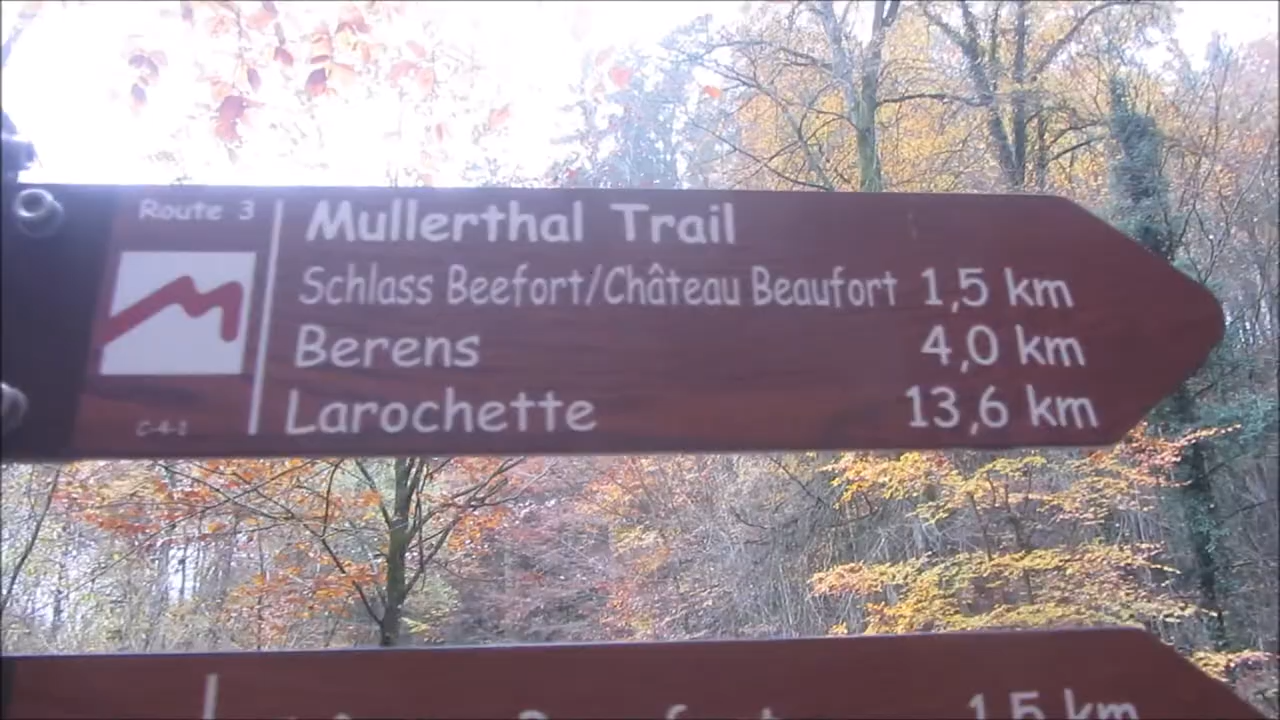 Route 3
Mullerthal Trail
Schlass Beefort/Château Beaufort 1,5 km
Berens 4,0 km
Larochette 13,6 km
C-4-1
1,5 km